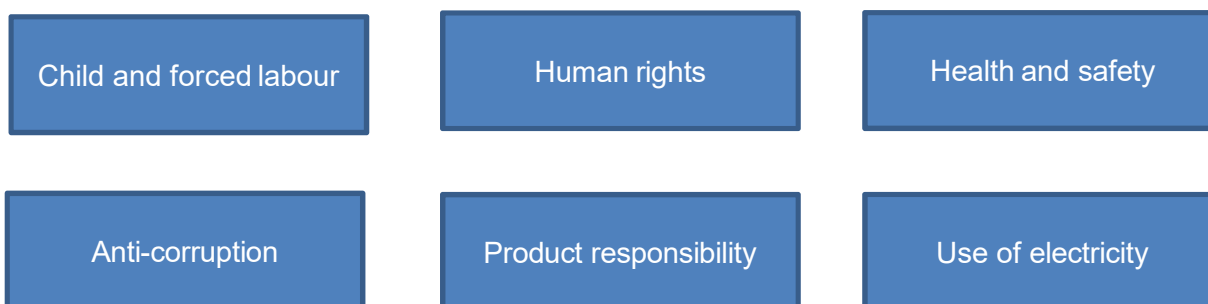 Child and forced labour
Human rights
Health and safety
Anti-corruption
Product responsibility
Use of electricity